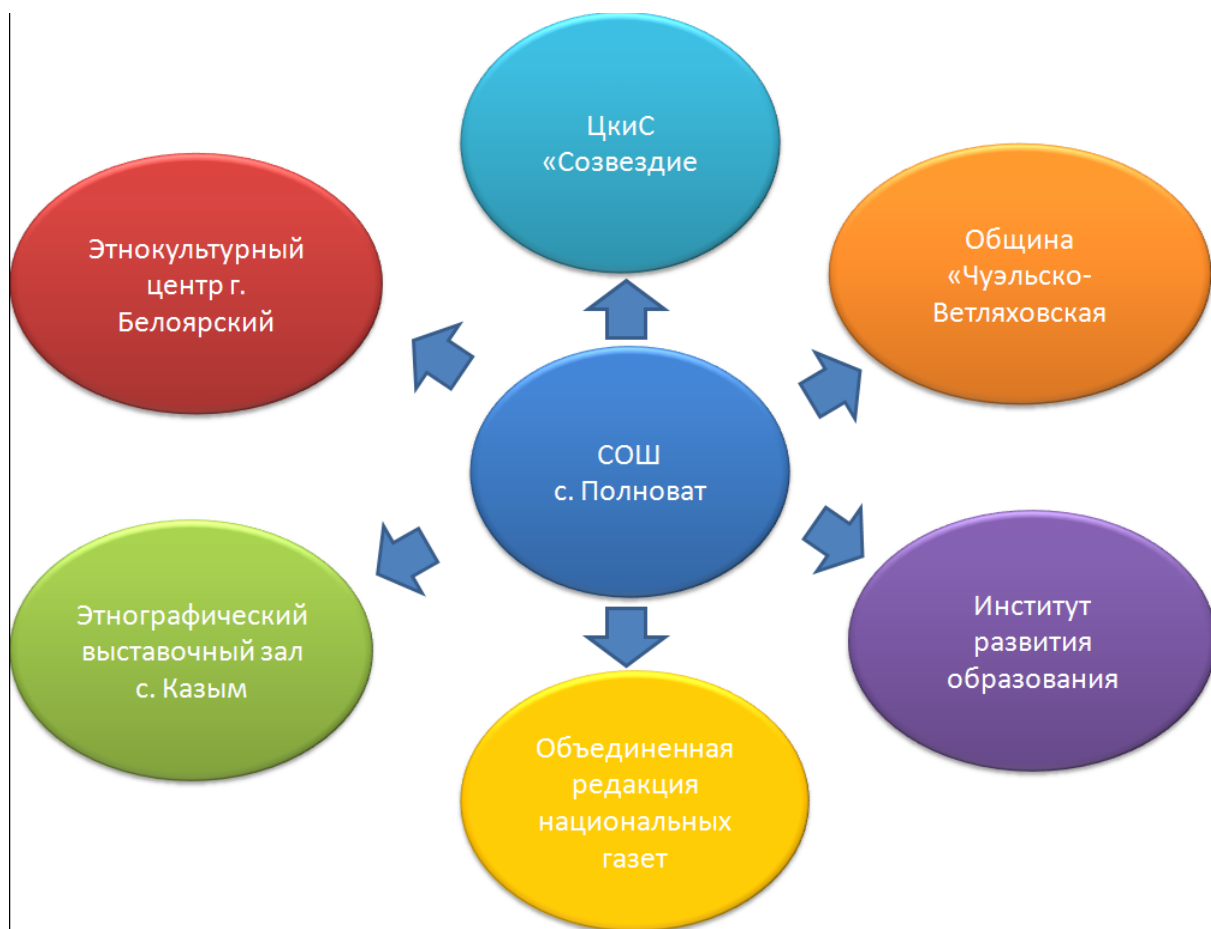 ЦкиС
«Созвездие
Этнокультурный
центр г.
Белоярский
Община
«Чуэльско-
Ветляховская
СОШ
с. Полноват
Этнографический
выставочный зал
с. Казым
Институт
развития
образования
Объединенная
редакция
национальных
газет